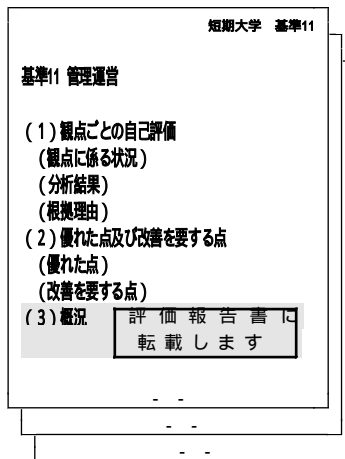 短期大学 基準11
基準11 管理運営
(1)観点ごとの自己評価
(観点に係る状況)
(分析結果)
(根拠理由)
(2)優れた点及び改善を要する点
(優れた点)
(改善を要する点)
(3)概況
評価報告書に
転載します
- -
- -
- -